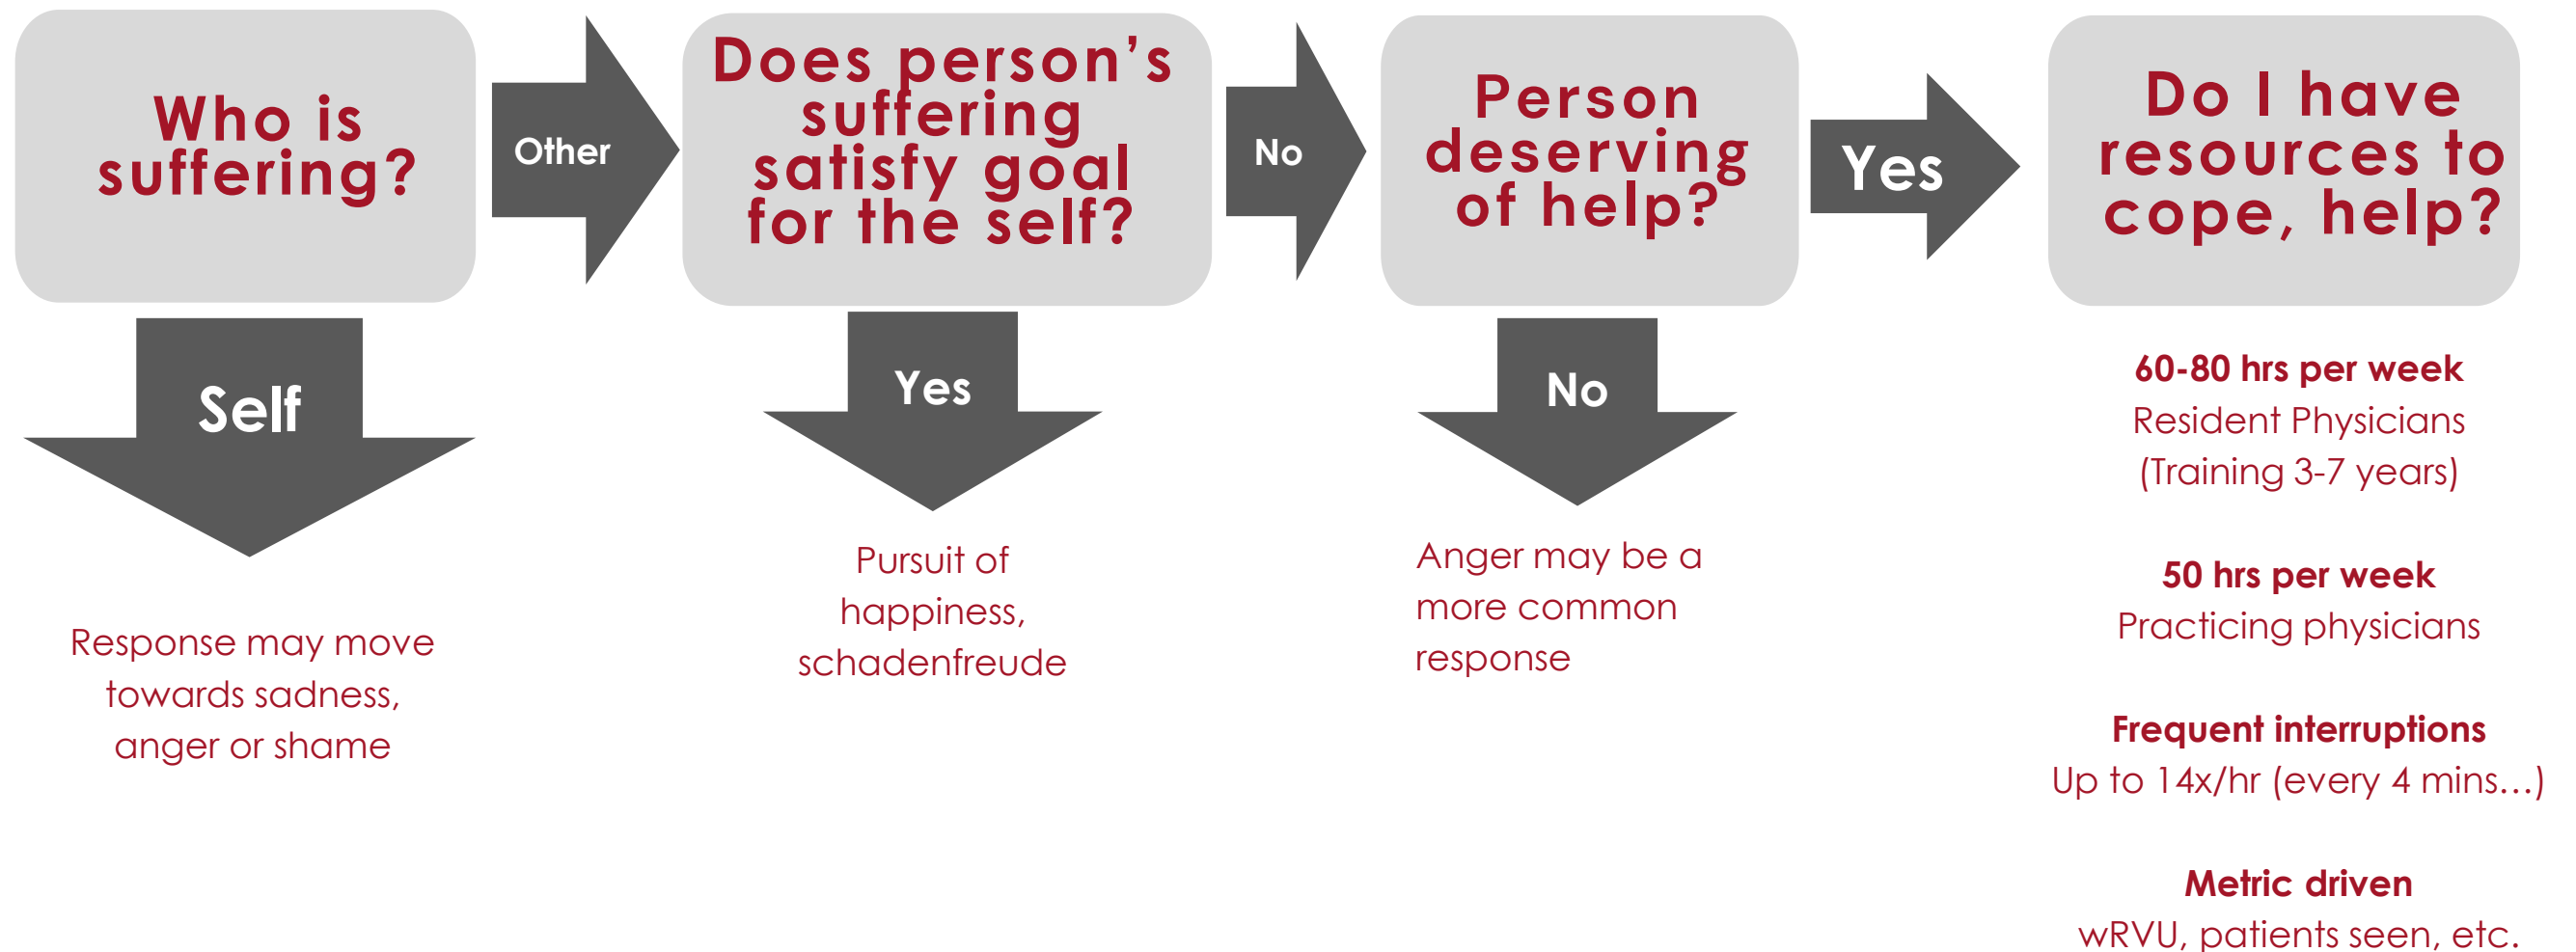 Who is
suffering?
Other
Does person’s
suffering
satisfy goal
for the self?
No
Person
deserving
of help?
Yes
Do I have
resources to
cope, help?
Self
Response may move
towards sadness,
anger or shame
Yes
Pursuit of
happiness,
schadenfreude
No
Anger may be a
more common
response
60-80 hrs per week
Resident Physicians
(Training 3-7 years)
50 hrs per week
Practicing physicians
Frequent interruptions
Up to 14x/hr (every 4 mins…)
Metric driven
wRVU, patients seen, etc.